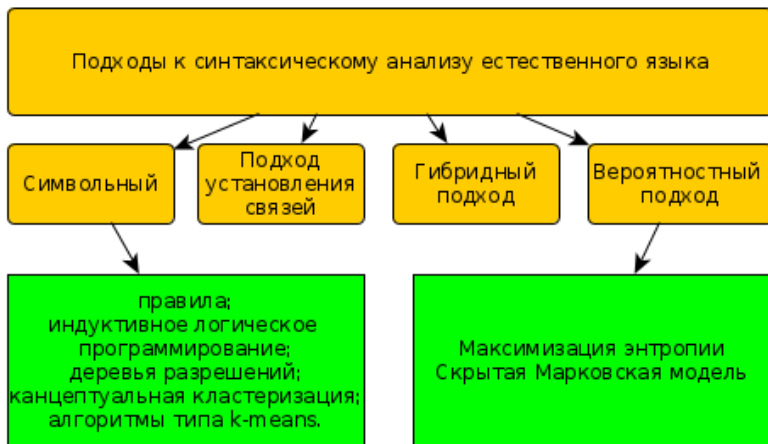 Подходы к синтаксическому анализу естественного языка
Символьный
Подход
установления
связей
Гибридный
подход
Вероятностный
подход
правила;
индуктивное логическое
программирование;
деревья разрешений;
канцептуальная кластеризация;
алгоритмы типа k-means.
Максимизация энтропии
Скрытая Марковская модель